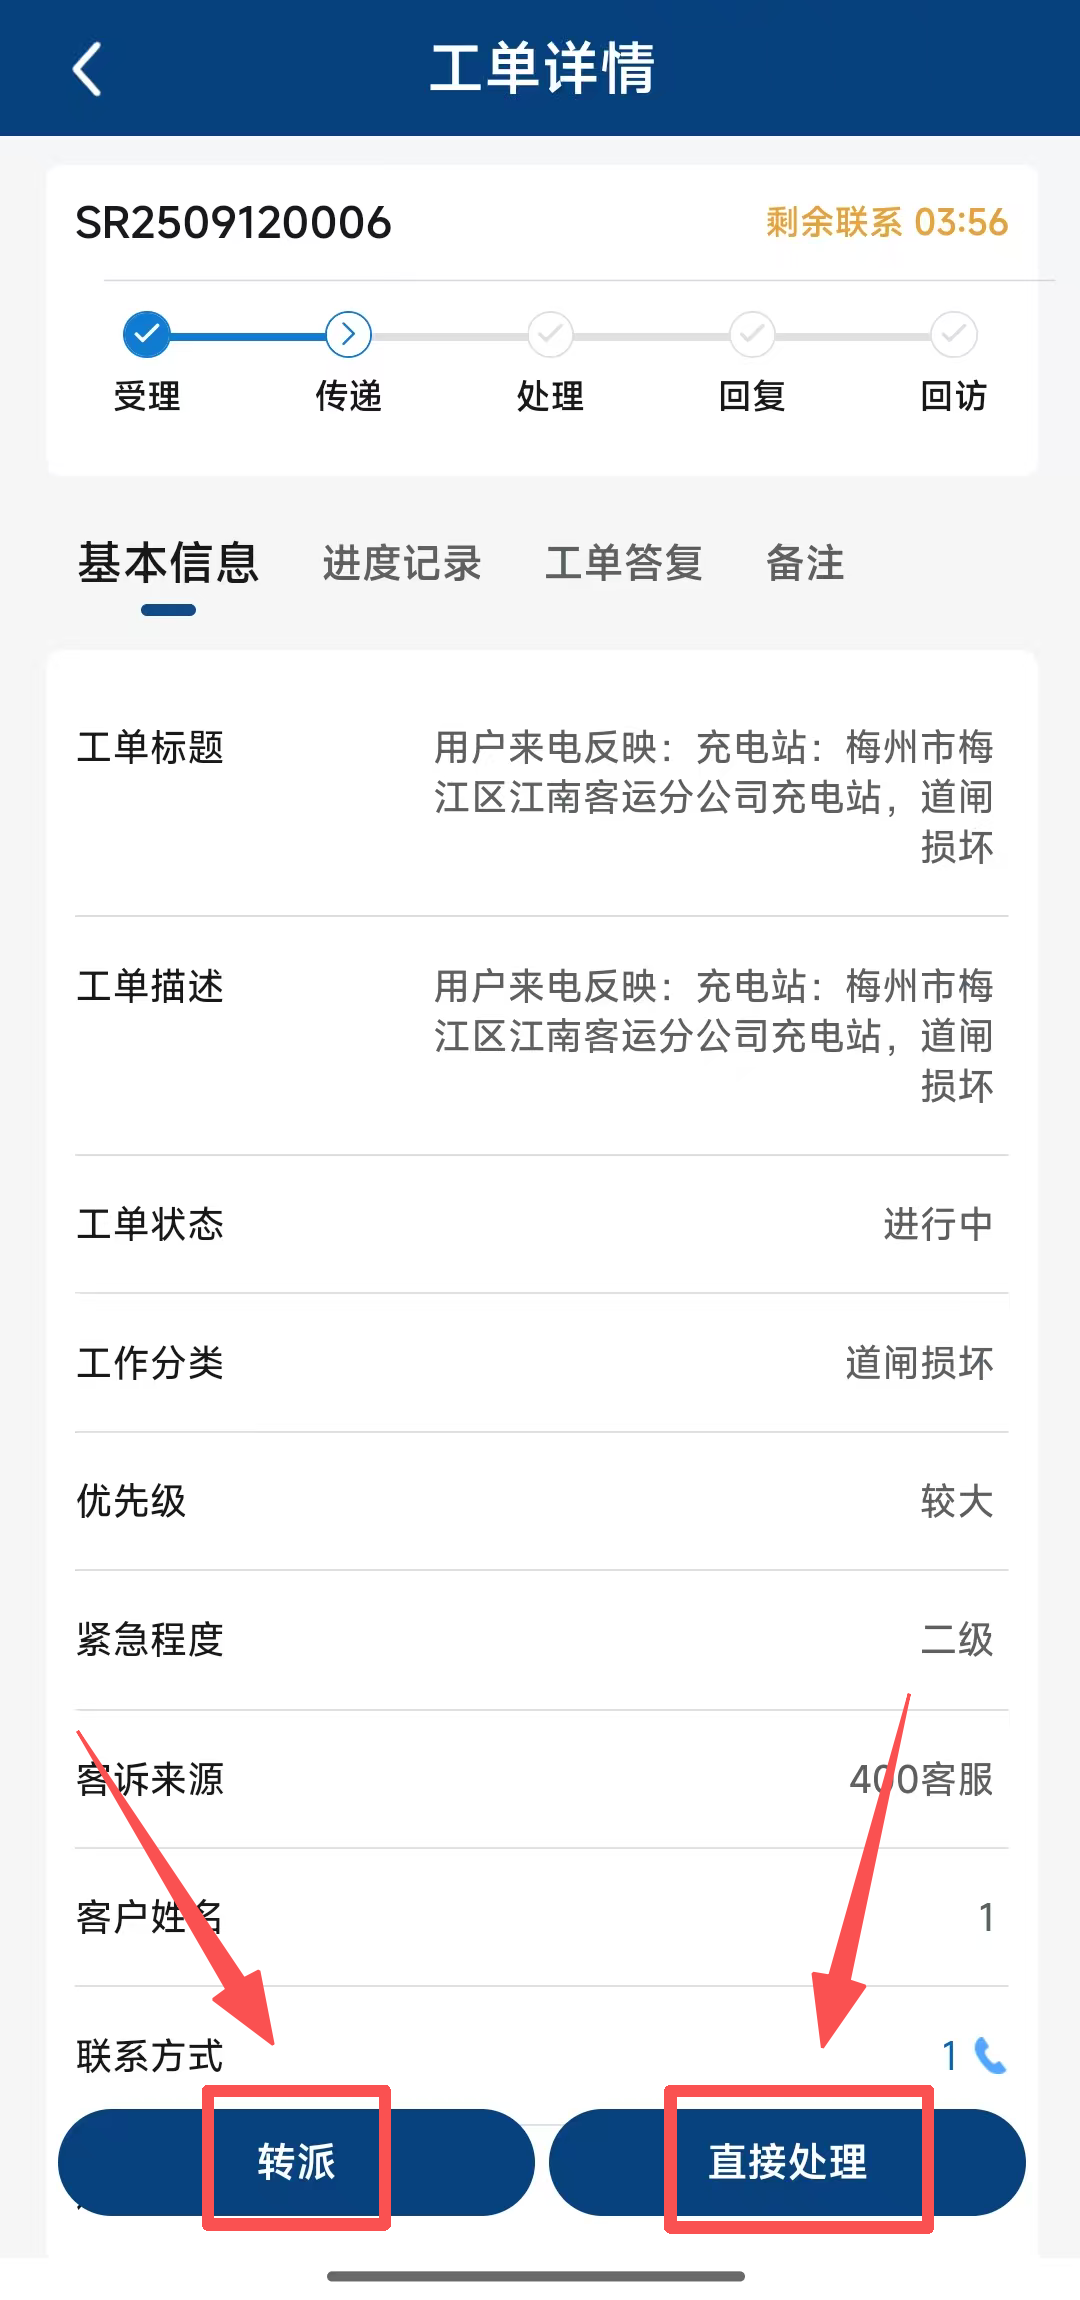 工单详情
SR2509120006
剩余联系 03:56
受理
传递
处理
回复
回访
基本信息
进度记录
工单答复
备注
工单标题
用户来电反映：充电站：梅州市梅
江区江南客运分公司充电站，道闸
损坏
工单描述
用户来电反映：充电站：梅州市梅
江区江南客运分公司充电站，道闸
损坏
工单状态
进行中
工作分类
道闸损坏
优先级
较大
紧急程度
二级
客诉来源
400客服
客户姓名
1
联系方式
1
转派
直接处理